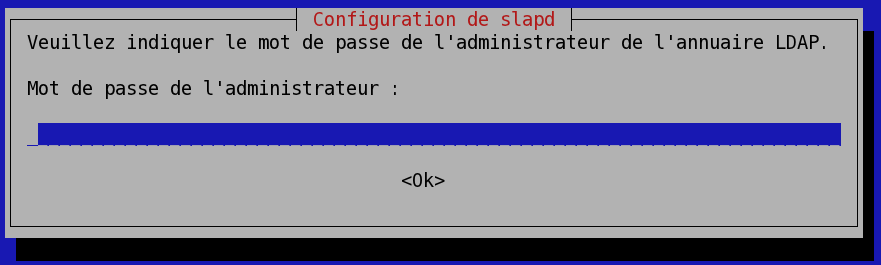 Configuration de slapd
Veuillez indiquer le mot de passe de l'administrateur de l'annuaire LDAP.
Mot de passe de l'administrateur :
<Ok>